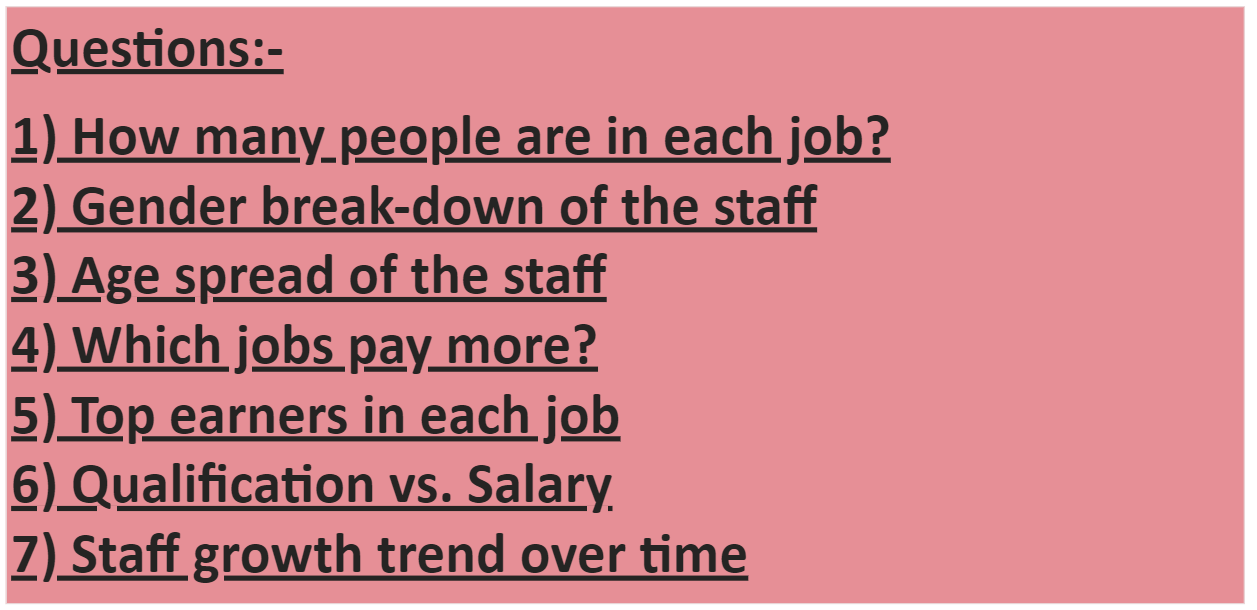 Questions:-
1) How many people are in each job?
2) Gender break-down of the staff
3) Age spread of the staff
4) Which jobs pay more?
5) Top earners in each job
6) Qualification vs. Salary
7) Staff growth trend over time